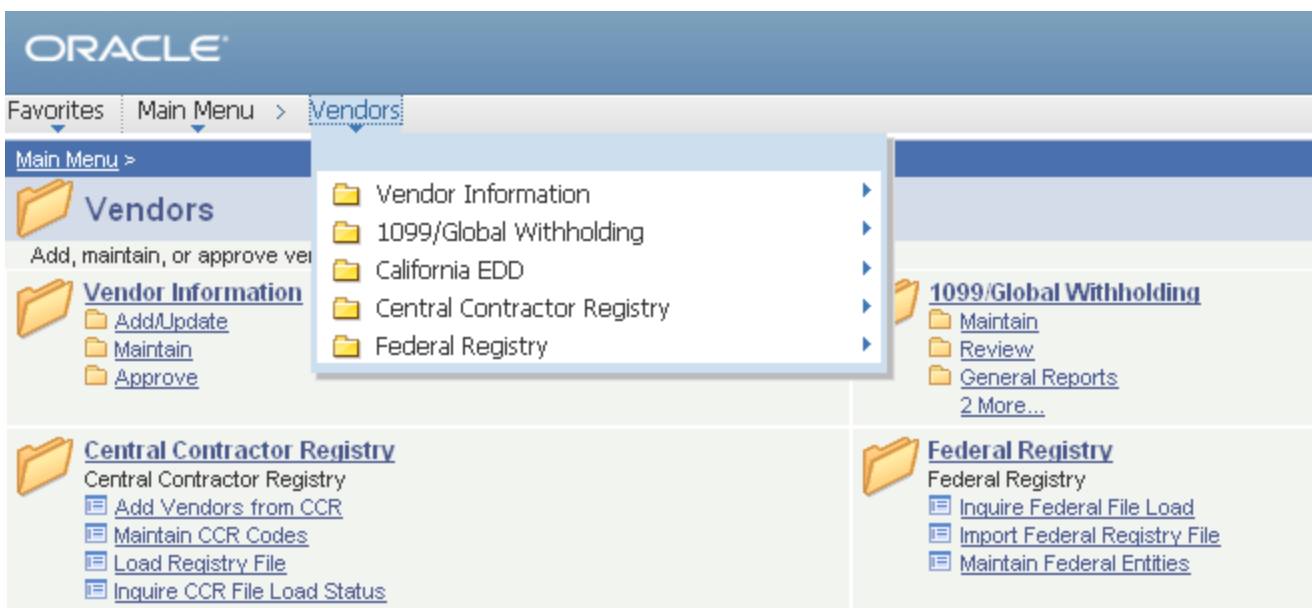 ORACLE
Favorites Main Menu > Vendors
Main Menu >
Vendors
Add, maintain, or approve ve
Vendor Information
1099/Global Withholding
California EDD
Central Contractor Registry
Federal Registry
Vendor Information
Add/Update
Maintain
Approve
1099/Global Withholding
Maintain
Review
General Reports
2 More...
Central Contractor Registry
Central Contractor Registry
Add Vendors from CCR
Maintain CCR Codes
Load Registry File
Inquire CCR File Load Status
Federal Registry
Federal Registry
Inquire Federal File Load
Import Federal Registry File
Maintain Federal Entities